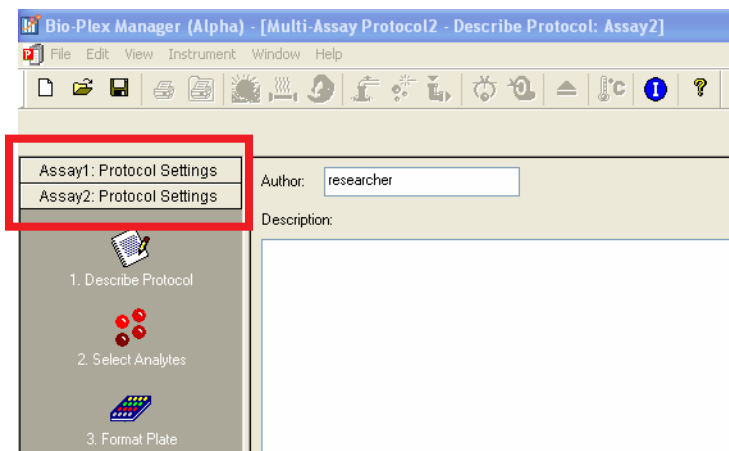 Bio-Plex Manager (Alpha) - [Multi-Assay Protocol2 - Describe Protocol: Assay2]
File Edit View Instrument Window Help
°C I ?
Assay1: Protocol Settings
Assay2: Protocol Settings
Author: researcher
Description:
1. Describe Protocol
2. Select Analytes
3. Format Plate